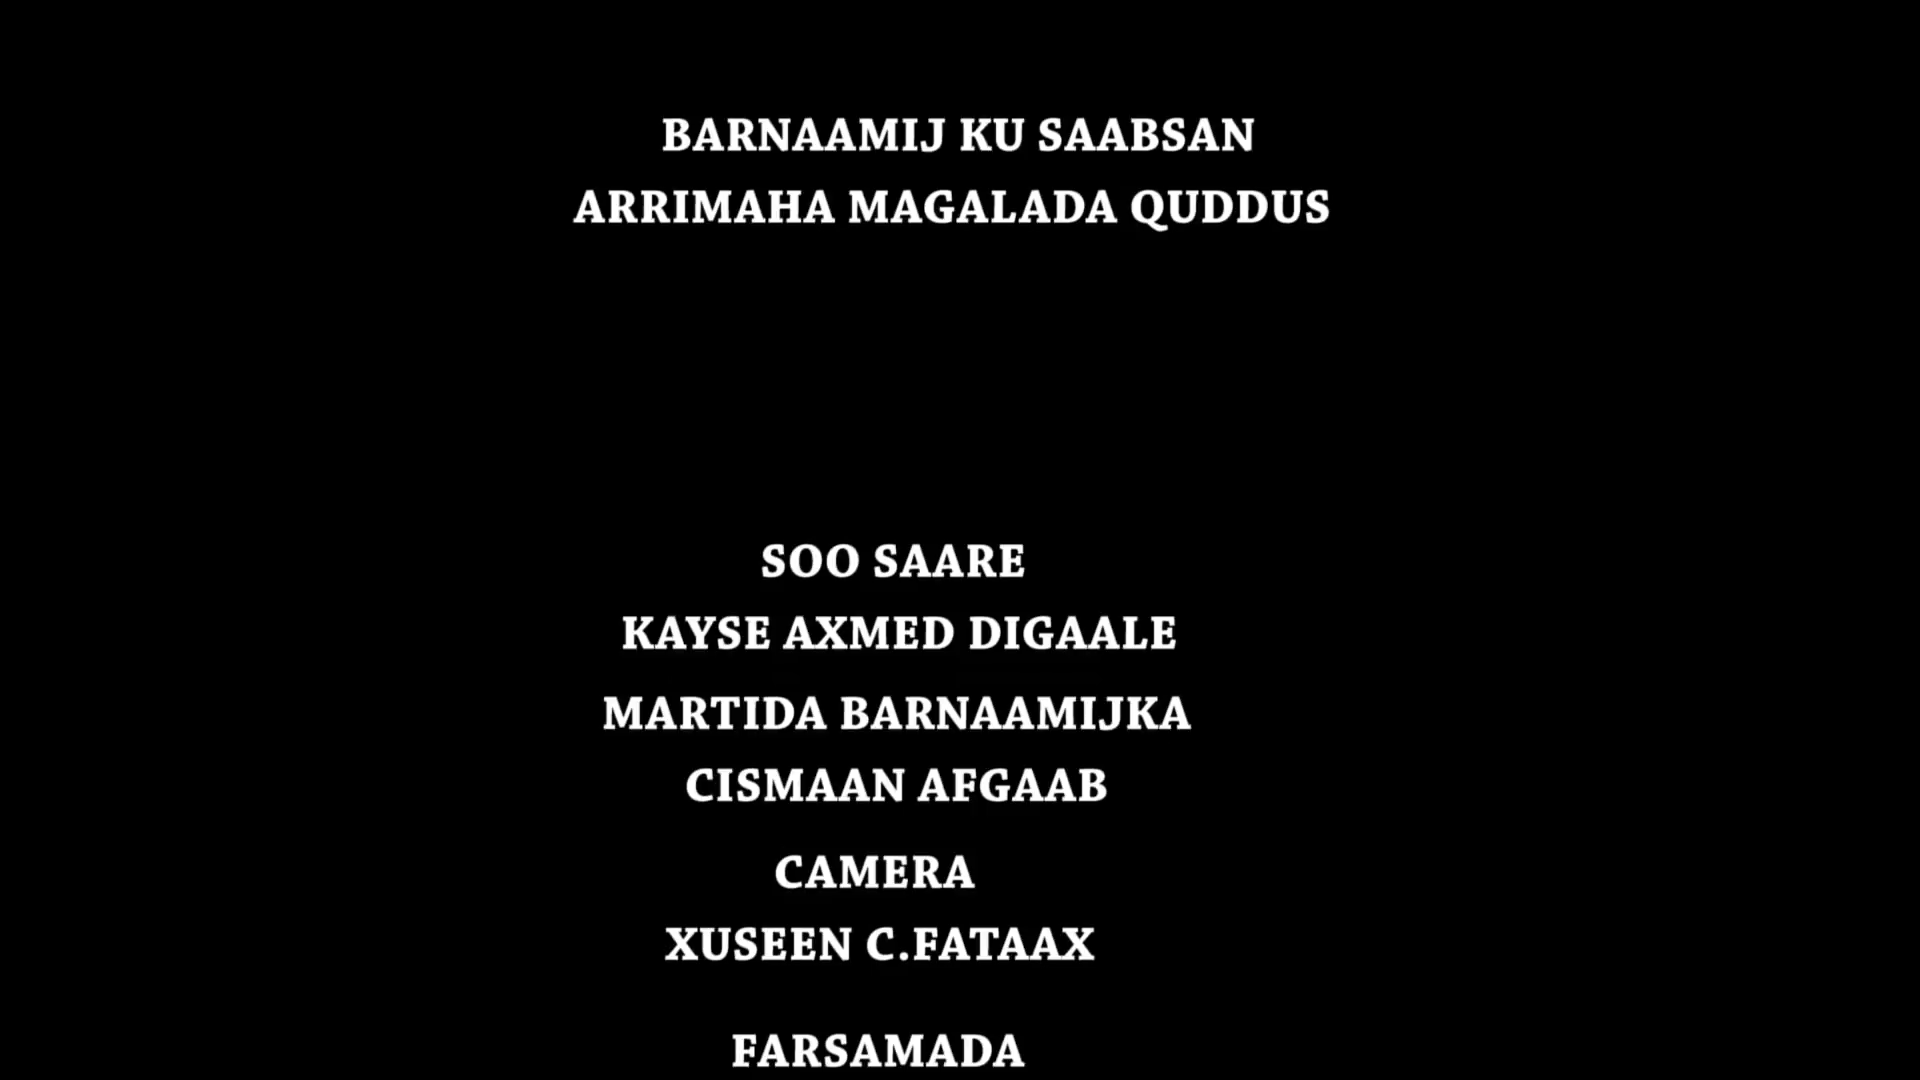 BARNAAMIJ KU SAABSAN
ARRIMAHA MAGALADA QUDDUS
SOO SAARE
KAYSE AXMED DIGAALE
MARTIDA BARNAAMIJKA
CISMAAN AFGAAB
CAMERA
XUSEEN C.FATAAX
FARSAMADA